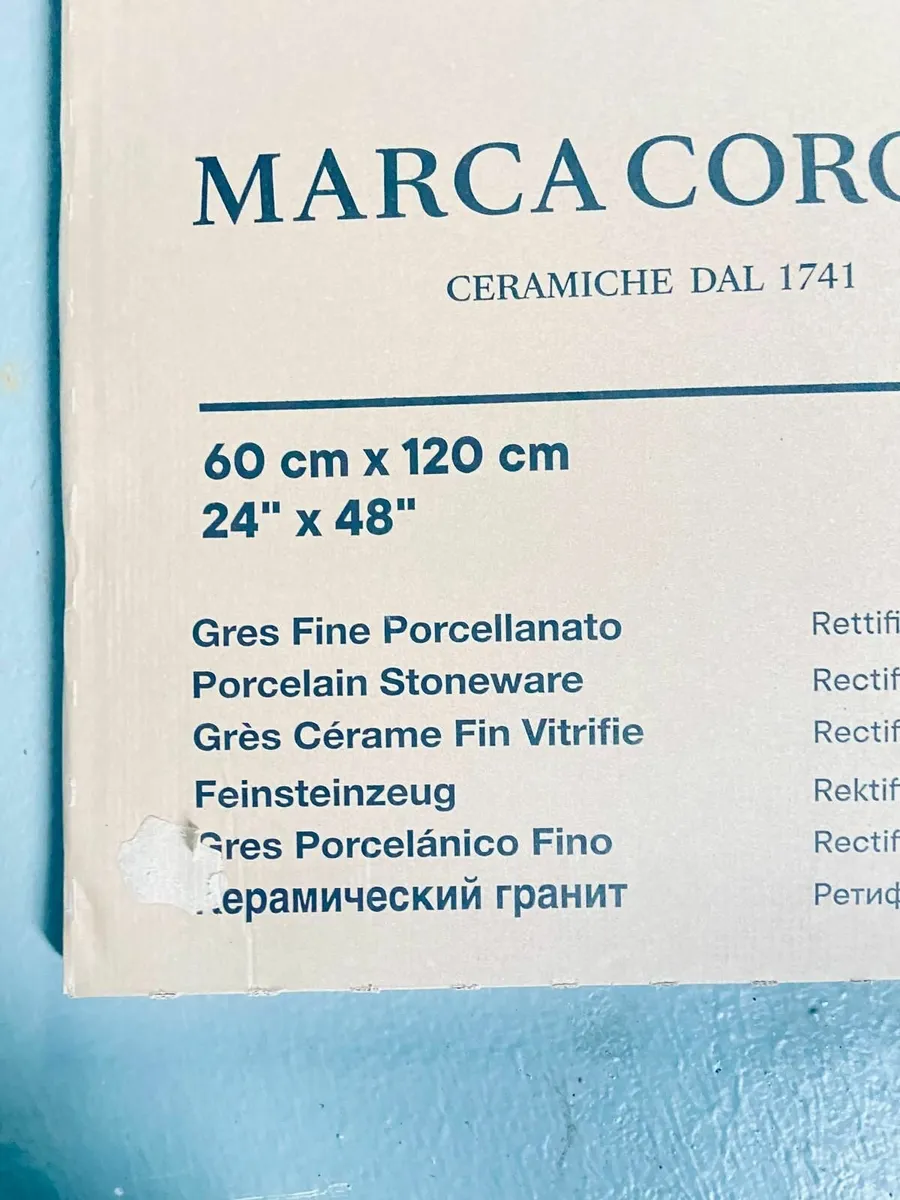 MARCA CORO
CERAMICHE DAL 1741
60 cm x 120 cm
24" x 48"
Gres Fine Porcellanato
Rettifi
Porcelain Stoneware
Rectif
Grès Cérame Fin Vitrifie
Rectif
Feinsteinzeug
Rektif
Gres Porcelánico Fino
Rectif
Керамический гранит
Ретиф